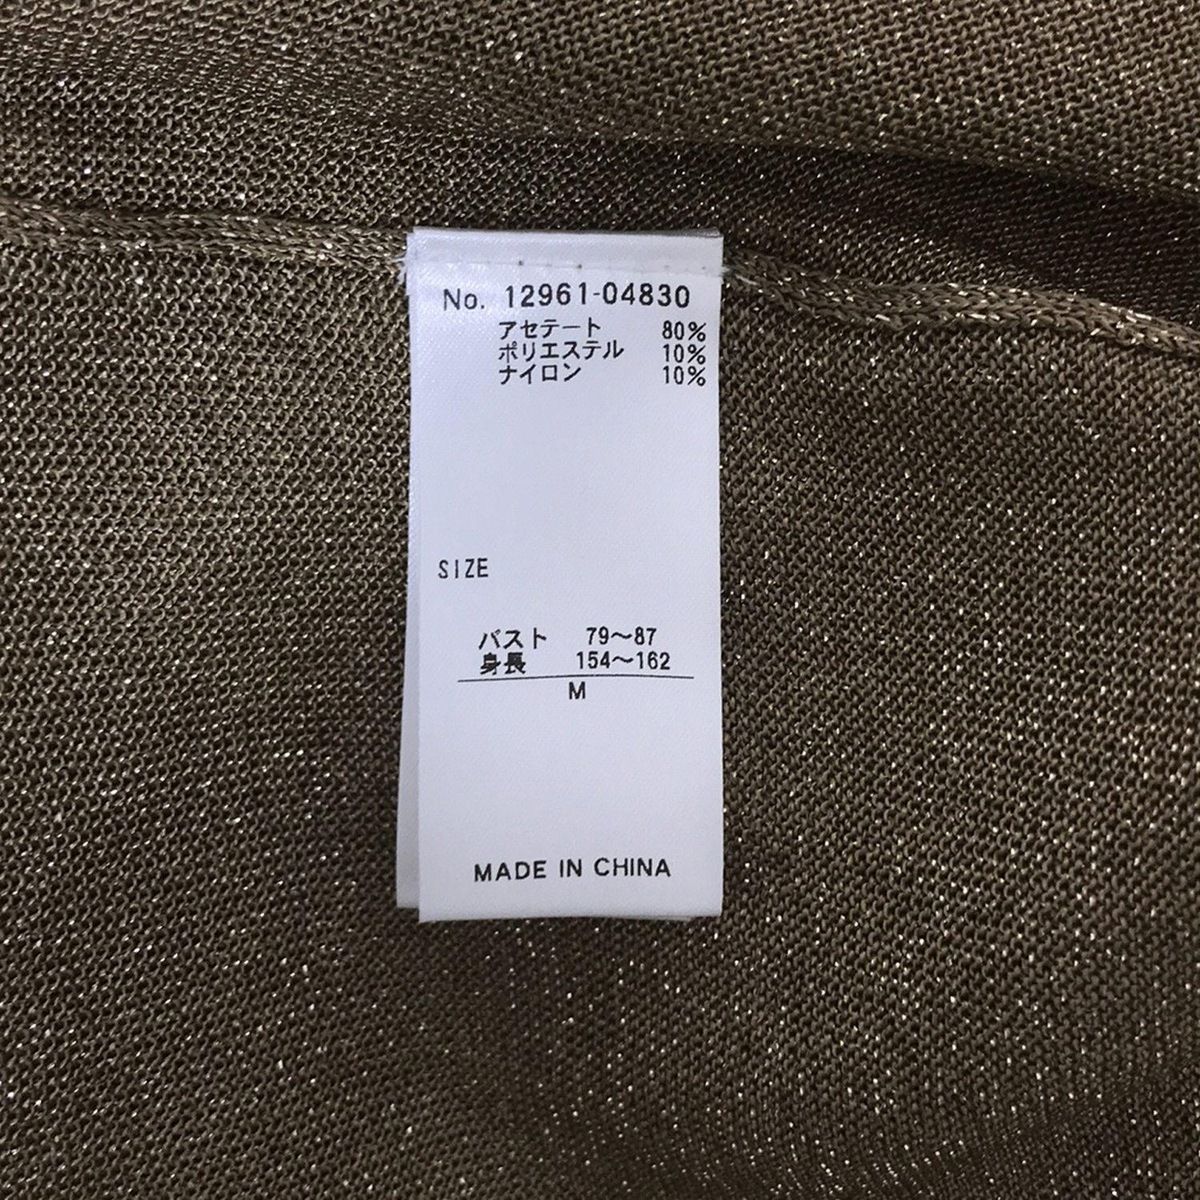 No. 12961-04830
アセテート 80%
ポリエステル 10%
ナイロン 10%
SIZE
バスト 79〜87
身長 154〜162
M
MADE IN CHINA